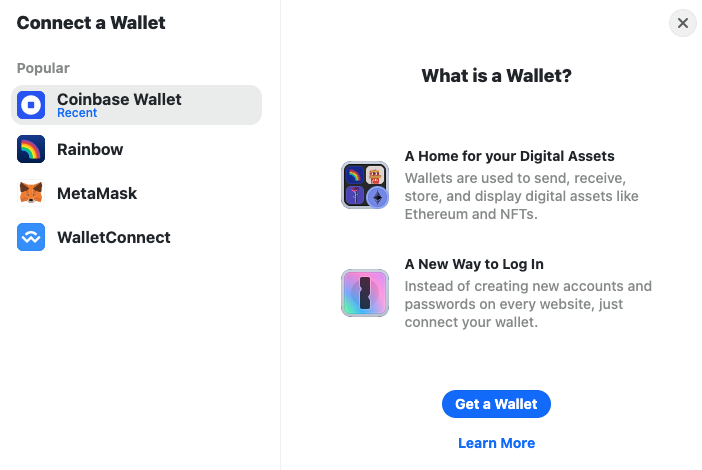 Connect a Wallet
Popular
Coinbase Wallet
Recent
Rainbow
MetaMask
WalletConnect
What is a Wallet?
A Home for your Digital Assets
Wallets are used to send, receive,
store, and display digital assets like
Ethereum and NFTs.
A New Way to Log In
Instead of creating new accounts and
passwords on every website, just
connect your wallet.
Get a Wallet
Learn More